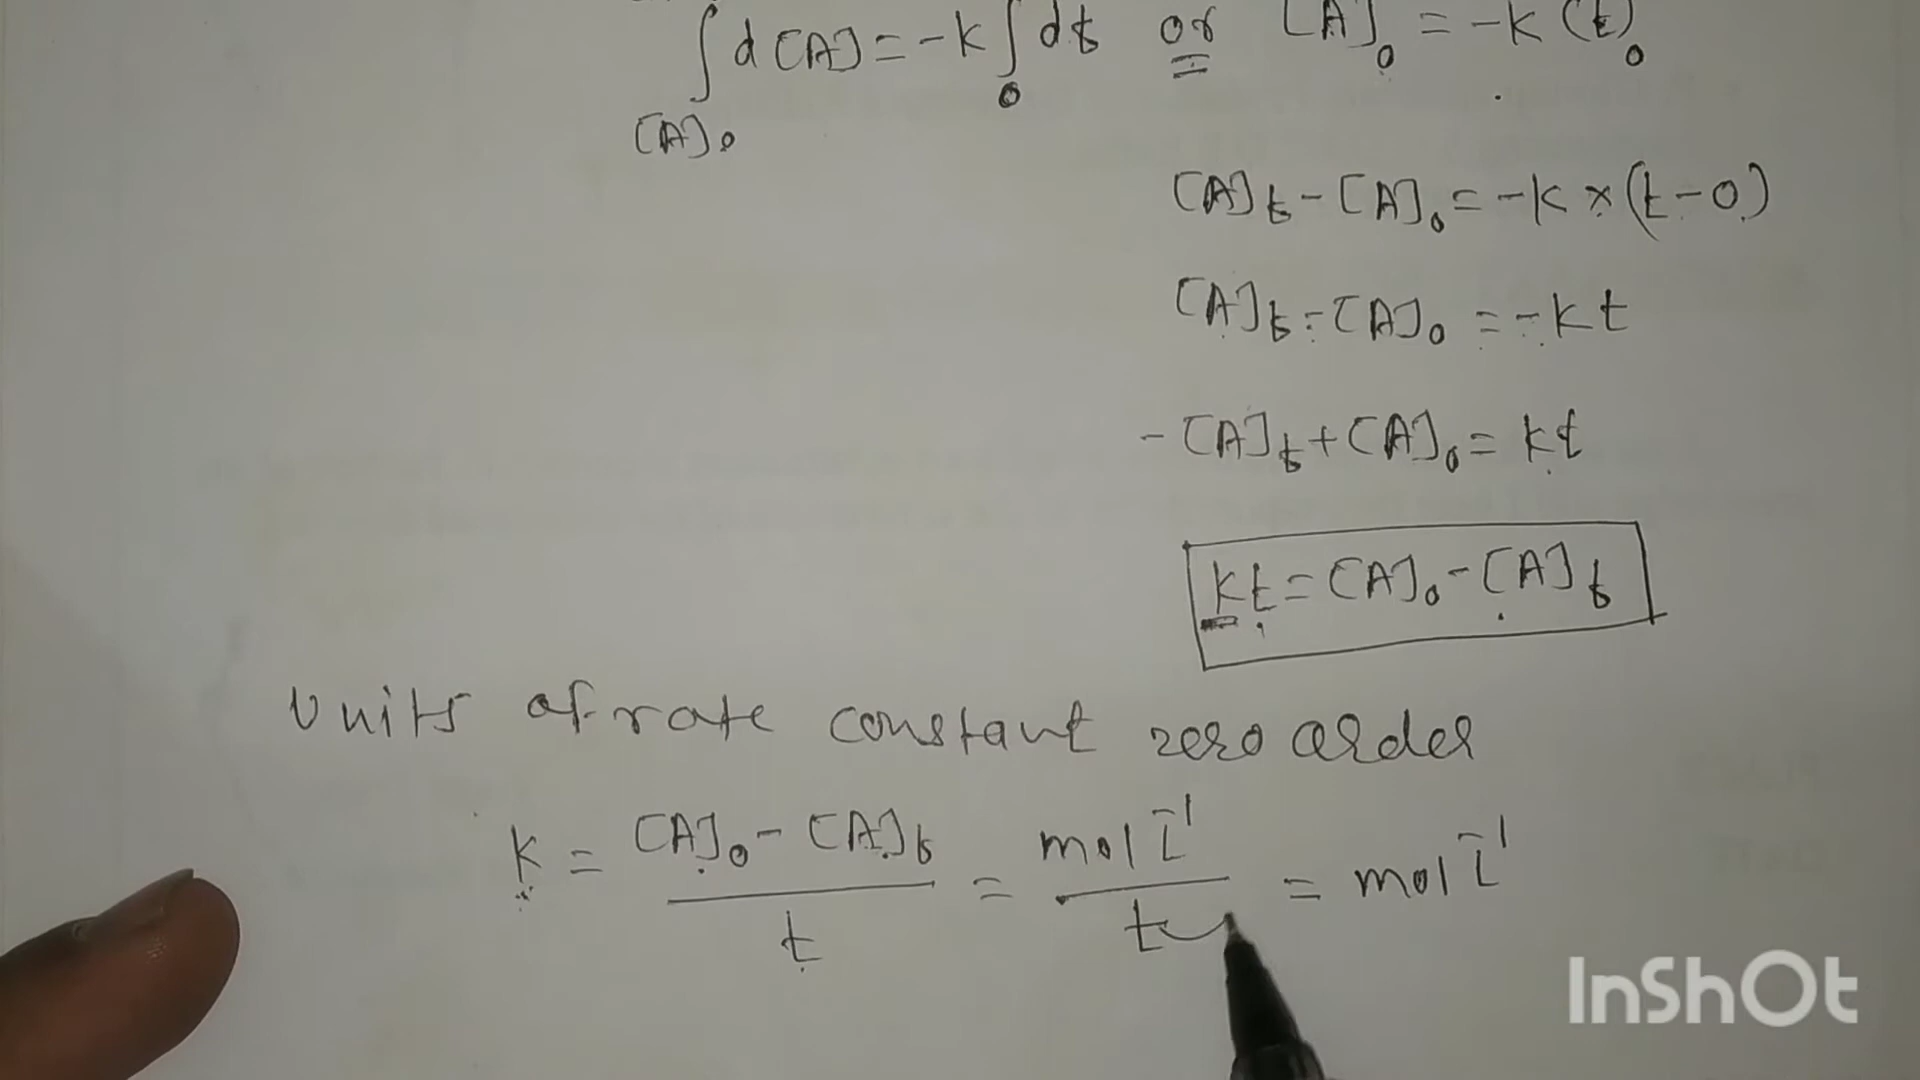 ∫ d[A] = -k ∫ dt or [A]₀ = -k (t)₀
[A]₀ 0
[A]t - [A]₀ = -k × (t-0)
[A]t - [A]₀ = -kt
-[A]t + [A]₀ = kt
kt = [A]₀ - [A]t
Units of rate constant zero order
k = [A]₀ - [A]t / t = mol L⁻¹ / t = mol L⁻¹
InShOt